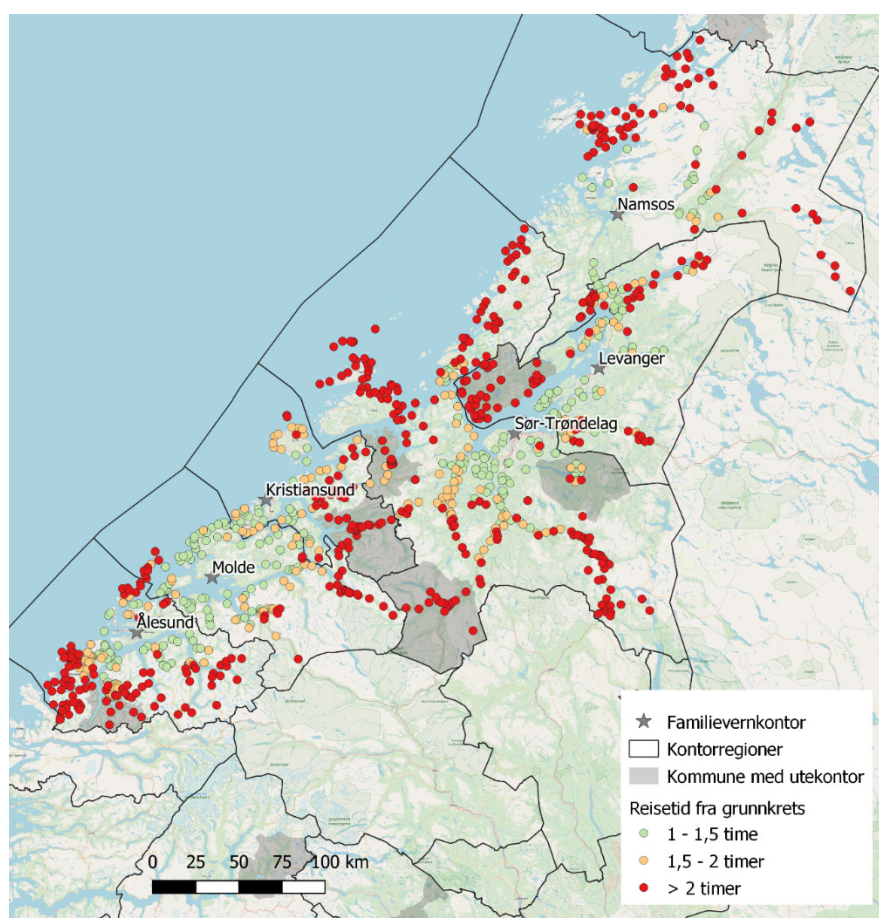 Namsos
Levanger
Sør-Trøndelag
Kristiansund
Molde
Ålesund
Familievernkontor
Kontorregioner
Kommune med utekontor
Reisetid fra grunnkrets
1 - 1,5 time
1,5 - 2 timer
> 2 timer
0 25 50 75 100 km